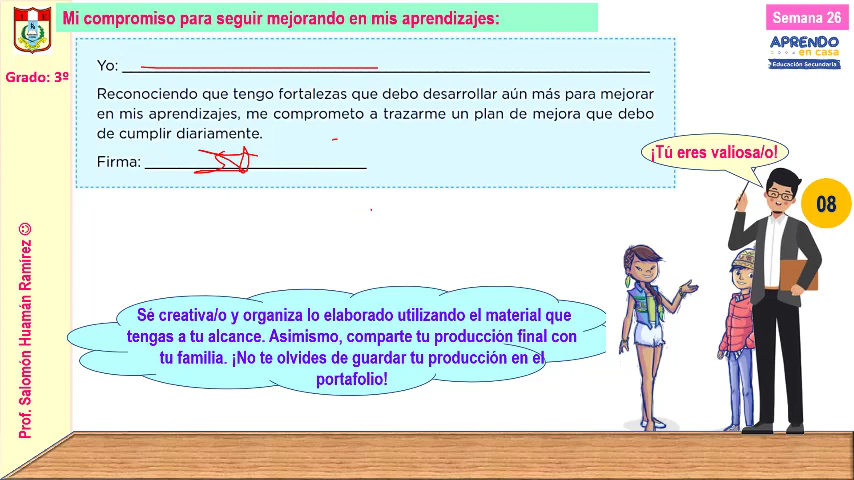 Mi compromiso para seguir mejorando en mis aprendizajes:
Semana 26
APRENDO
en casa
Educación Secundaria
Grado: 3º
Yo:
Reconociendo que tengo fortalezas que debo desarrollar aún más para mejorar
en mis aprendizajes, me comprometo a trazarme un plan de mejora que debo
de cumplir diariamente.
Firma:
¡Tú eres valiosa/o!
08
Prof. Salomón Huamán Ramírez ☺
Sé creativa/o y organiza lo elaborado utilizando el material que
tengas a tu alcance. Asimismo, comparte tu producción final con
tu familia. ¡No te olvides de guardar tu producción en el
portafolio!